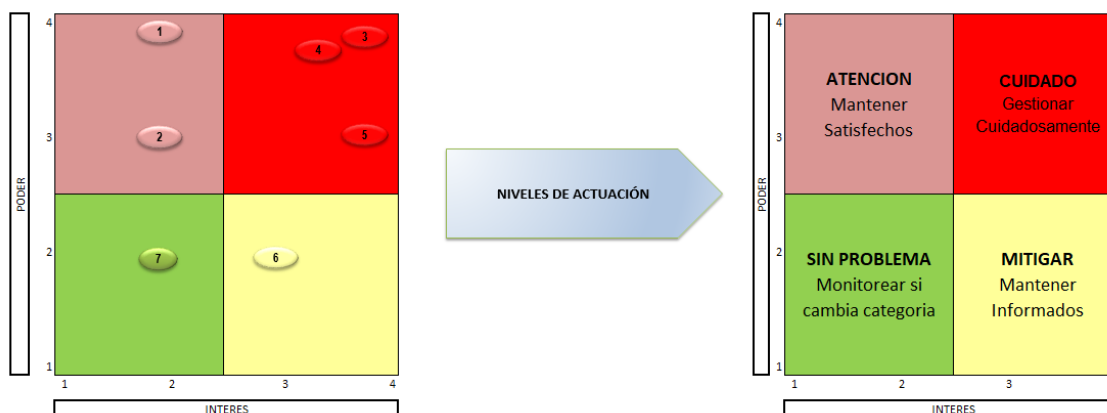 4
3
2
1
PODER
1
2
3
4
5
6
7
1
2
3
4
INTERES
NIVELES DE ACTUACIÓN
4
3
2
1
PODER
ATENCION
Mantener
Satisfechos
CUIDADO
Gestionar
Cuidadosamente
SIN PROBLEMA
Monitorear si
cambia categoria
MITIGAR
Mantener
Informados
1
2
3
INTERES